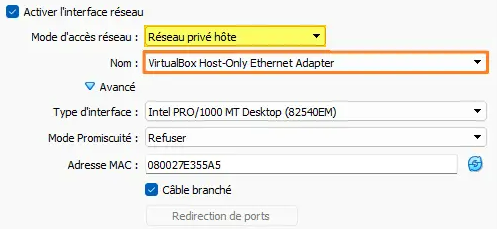 Activer l'interface réseau
Mode d'accès réseau : Réseau privé hôte
Nom : VirtualBox Host-Only Ethernet Adapter
Avancé
Type d'interface : Intel PRO/1000 MT Desktop (82540EM)
Mode Promiscuité : Refuser
Adresse MAC : 080027E355A5
Câble branché
Redirection de ports